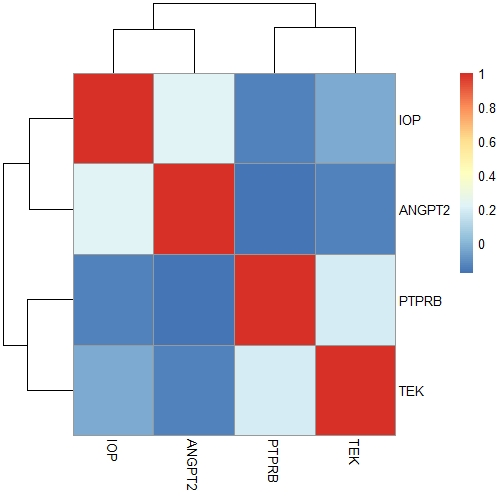 1
0.8
0.6
0.4
0.2
0
IOP
ANGPT2
PTPRB
TEK
IOP
ANGPT2
PTPRB
TEK